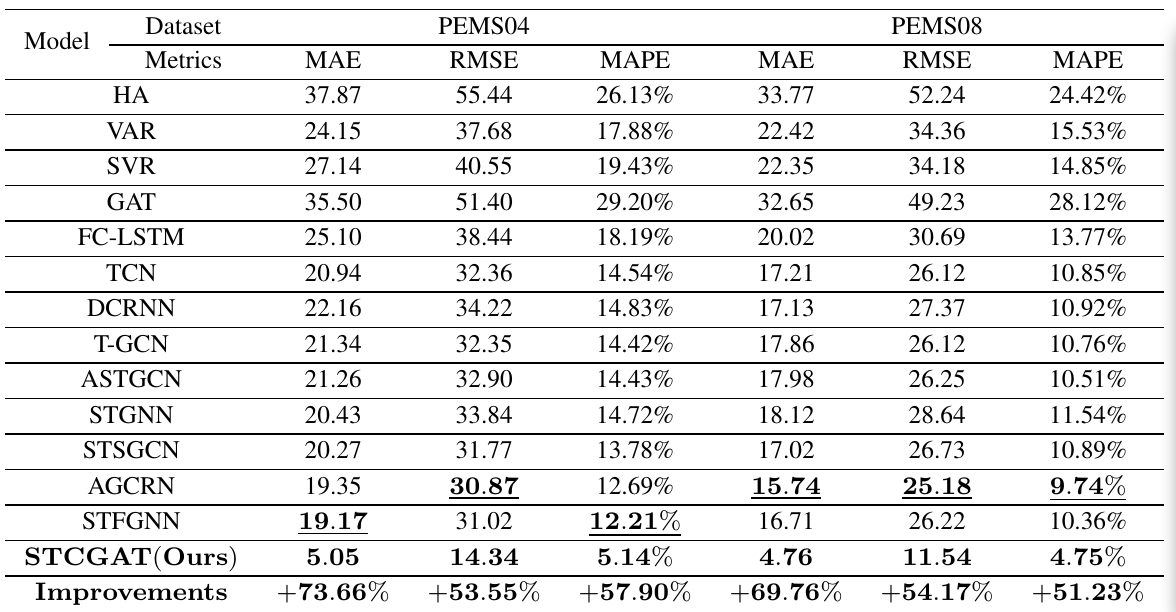 Model Dataset PEMS04 PEMS08
Metrics MAE RMSE MAPE MAE RMSE MAPE
HA 37.87 55.44 26.13% 33.77 52.24 24.42%
VAR 24.15 37.68 17.88% 22.42 34.36 15.53%
SVR 27.14 40.55 19.43% 22.35 34.18 14.85%
GAT 35.50 51.40 29.20% 32.65 49.23 28.12%
FC-LSTM 25.10 38.44 18.19% 20.02 30.69 13.77%
TCN 20.94 32.36 14.54% 17.21 26.12 10.85%
DCRNN 22.16 34.22 14.83% 17.13 27.37 10.92%
T-GCN 21.34 32.35 14.42% 17.86 26.12 10.76%
ASTGCN 21.26 32.90 14.43% 17.98 26.25 10.51%
STGNN 20.43 33.84 14.72% 18.12 28.64 11.54%
STSGCN 20.27 31.77 13.78% 17.02 26.73 10.89%
AGCRN 19.35 30.87 12.69% 15.74 25.18 9.74%
STFGNN 19.17 31.02 12.21% 16.71 26.22 10.36%
STCGAT(Ours) 5.05 14.34 5.14% 4.76 11.54 4.75%
Improvements +73.66% +53.55% +57.90% +69.76% +54.17% +51.23%